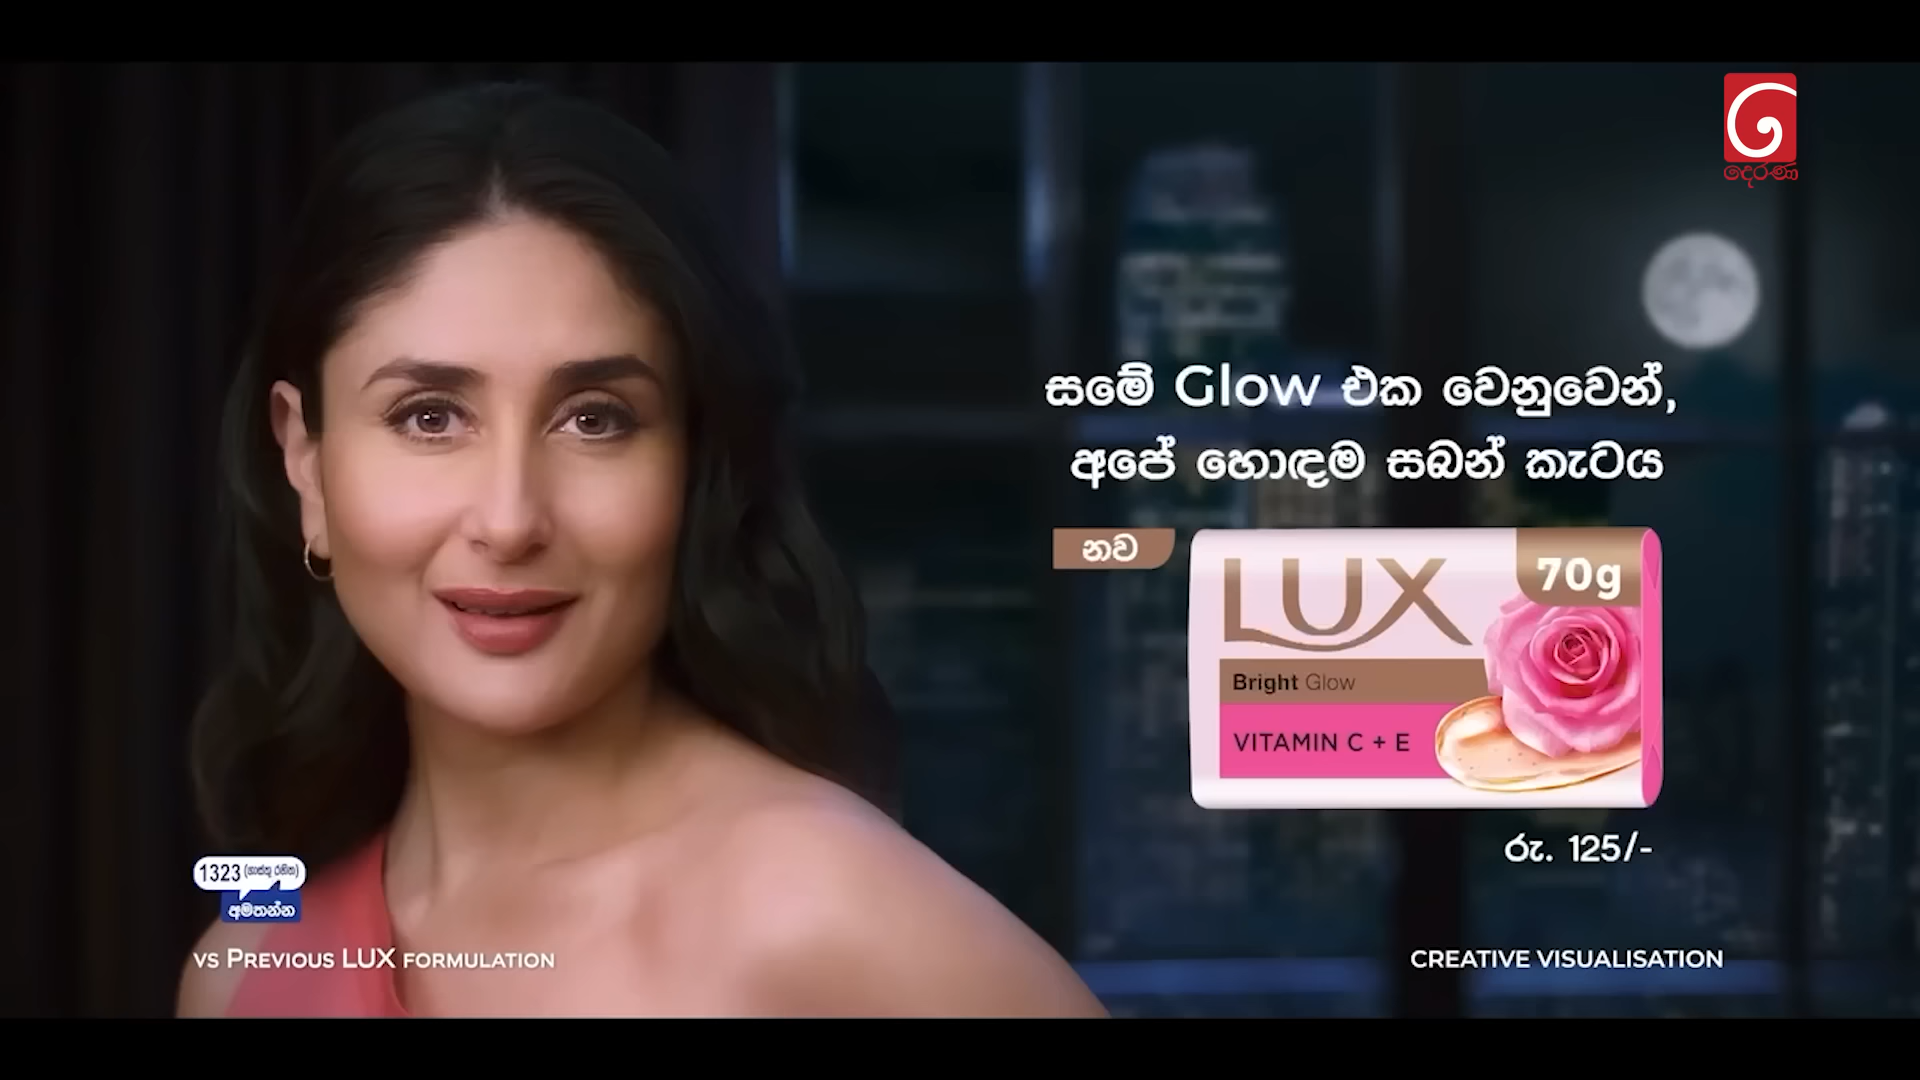 දෙරණ
සමේ Glow එක වෙනුවෙන්,
අපේ හොඳම සබන් කැටය
නව
LUX
70g
Bright Glow
VITAMIN C + E
රු. 125/-
1323 (ගාස්තු රහිත)
අමතන්න
VS PREVIOUS LUX FORMULATION
CREATIVE VISUALISATION